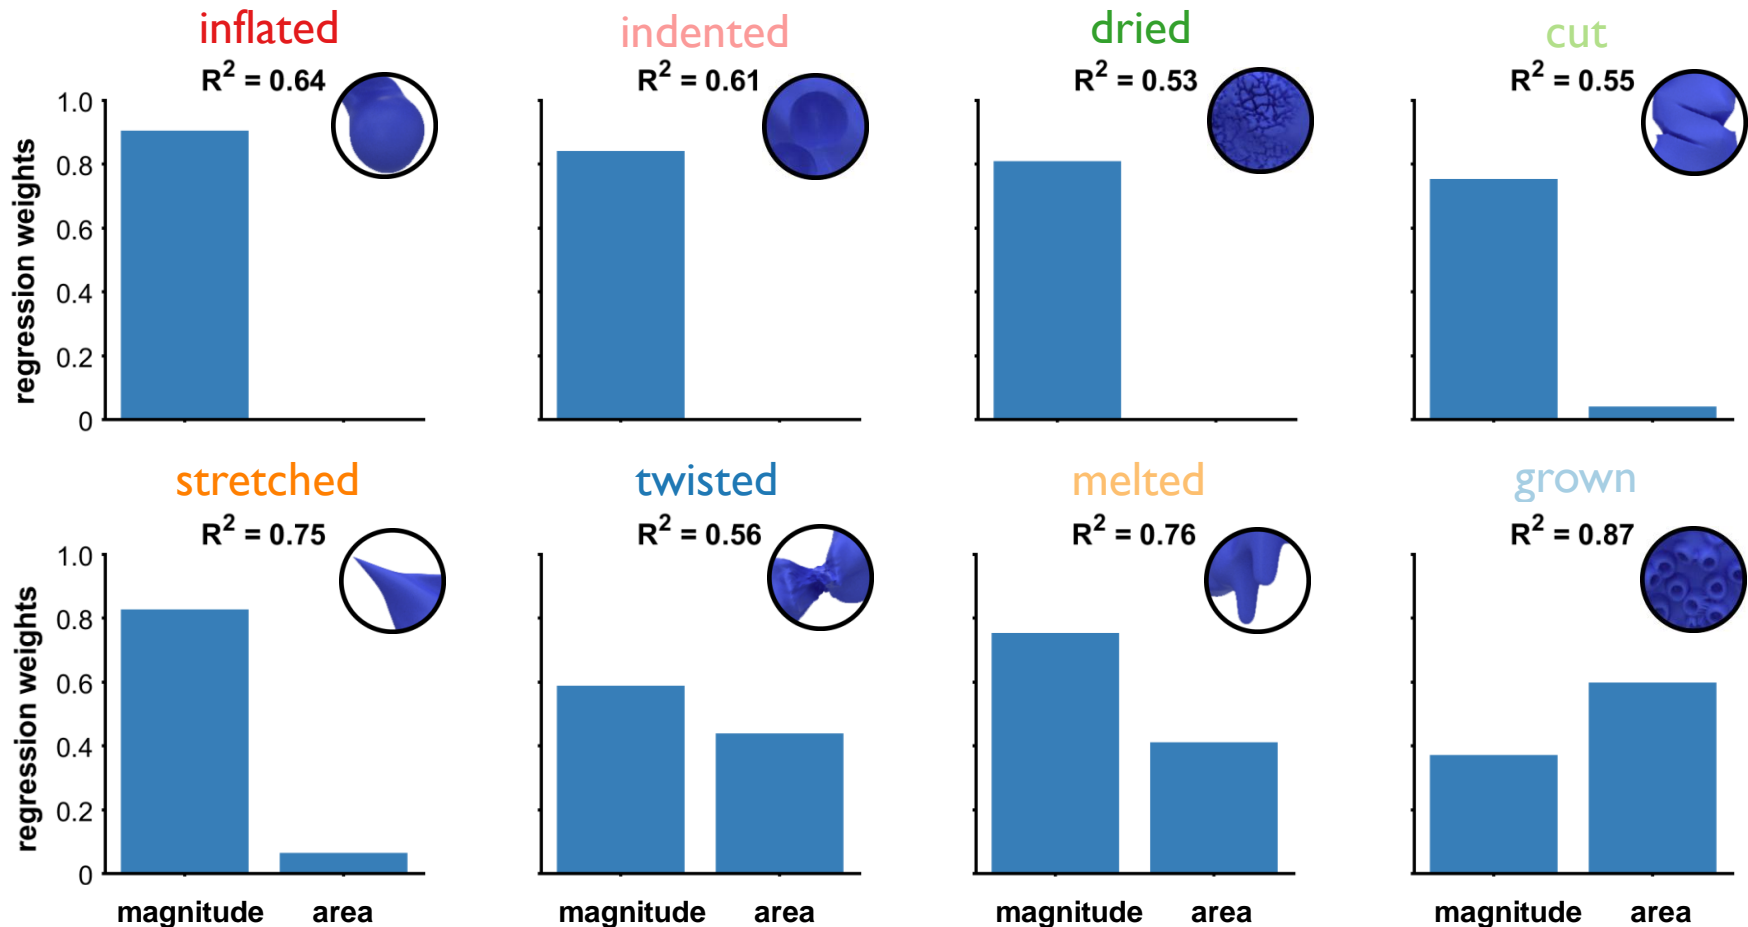 inflated indented dried cut
R² = 0.64 R² = 0.61 R² = 0.53 R² = 0.55
1.0
0.8
0.6
0.4
0.2
0
regression weights
stretched twisted melted grown
R² = 0.75 R² = 0.56 R² = 0.76 R² = 0.87
1.0
0.8
0.6
0.4
0.2
0
regression weights
magnitude area magnitude area magnitude area magnitude area